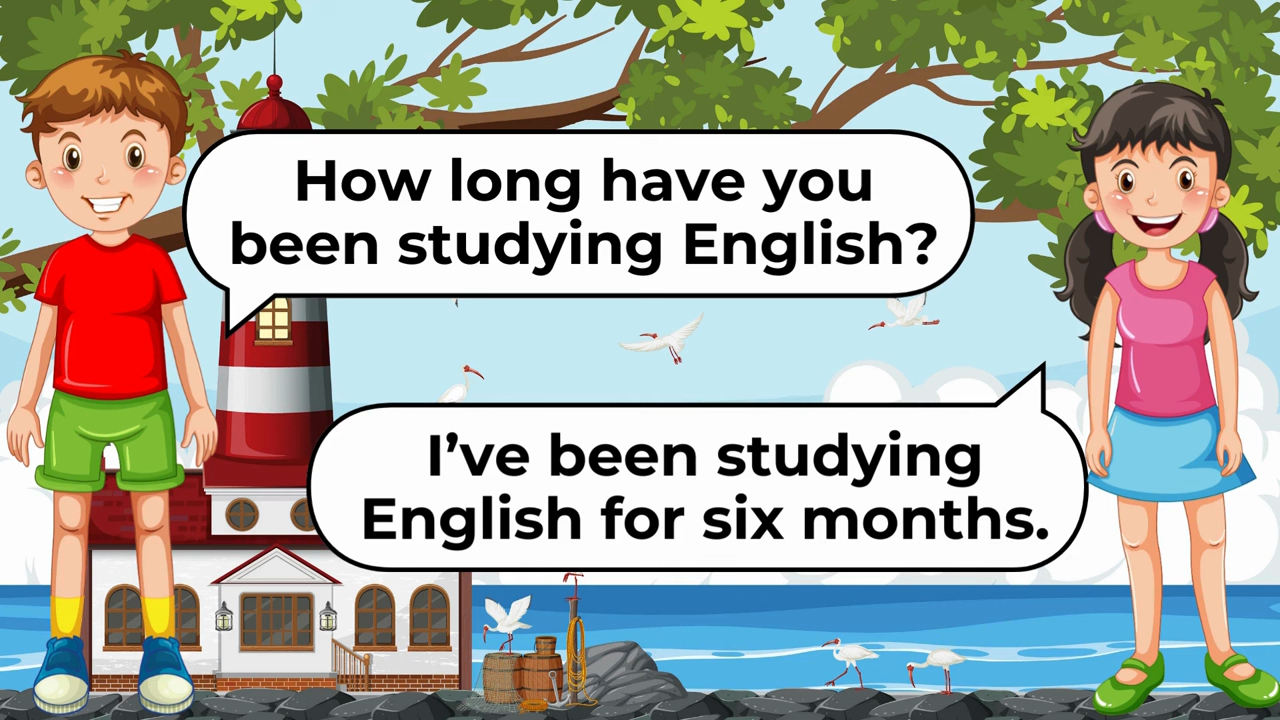 How long have you
been studying English?
I’ve been studying
English for six months.